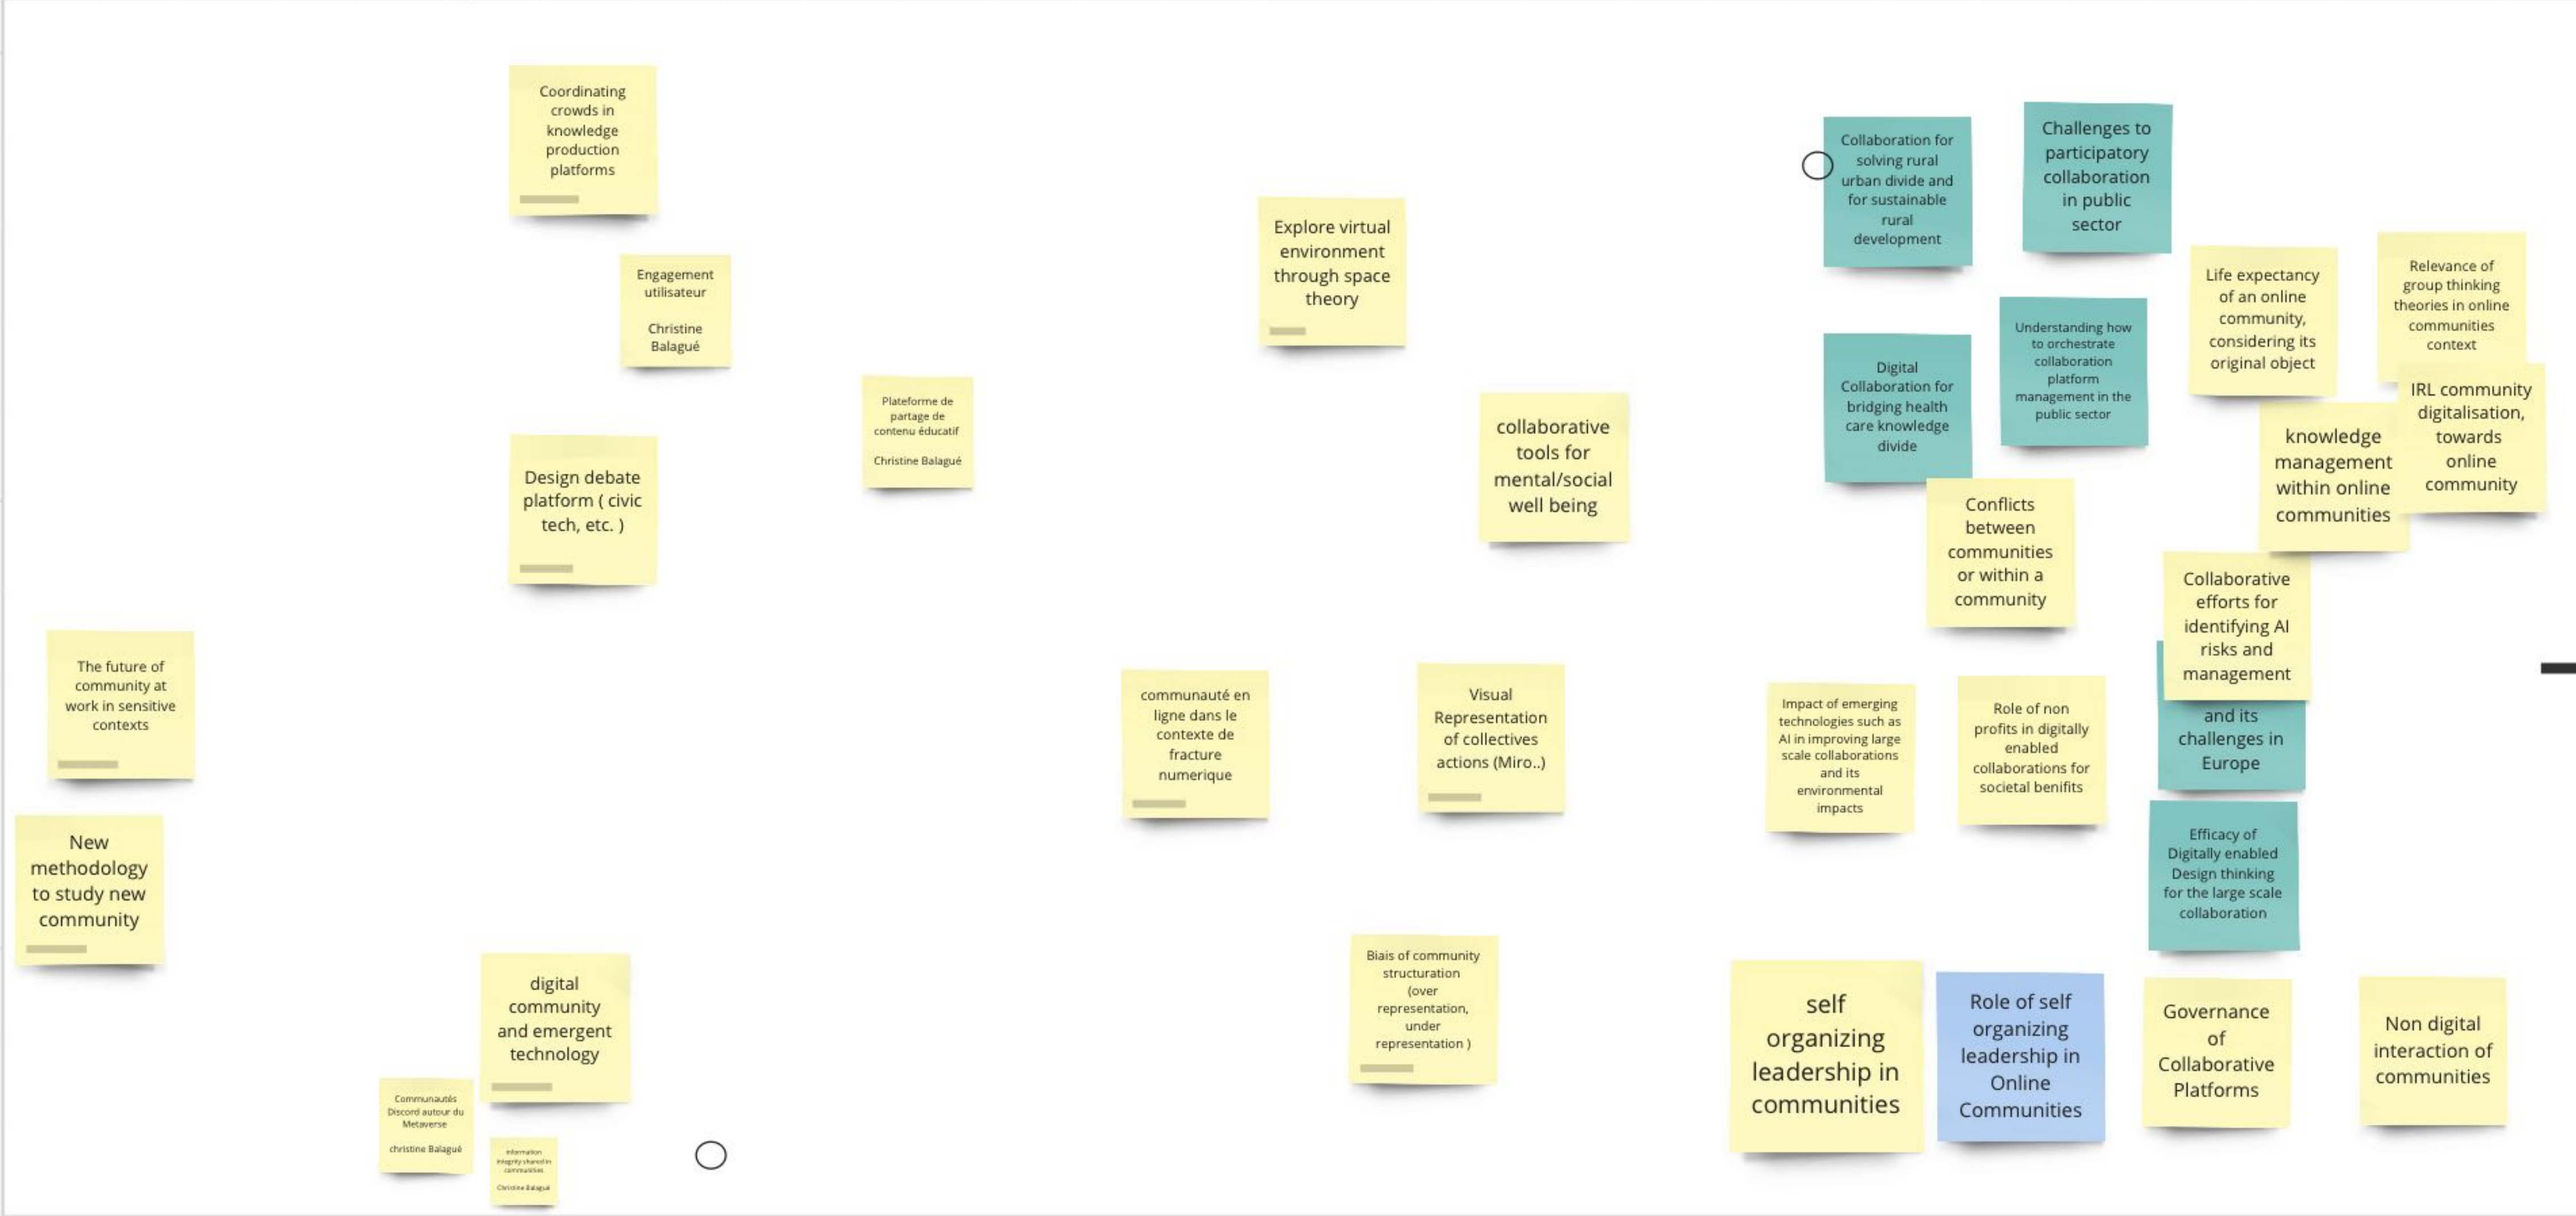 Coordinating
crowds in
knowledge
production
platforms
Engagement
utilisateur
Christine
Balagué
Plateforme de
partage de
contenu éducatif
Christine Balagué
Design debate
platform ( civic
tech, etc. )
The future of
community at
work in sensitive
contexts
New
methodology
to study new
community
digital
community
and emergent
technology
Communautés
Discord autour du
Metaverse
christine Balagué
information
integrity shared in
communities
Christine Balagué
Explore virtual
environment
through space
theory
collaborative
tools for
mental/social
well being
communauté en
ligne dans le
contexte de
fracture
numerique
Visual
Representation
of collectives
actions (Miro..)
Biais of community
structuration
(over
representation,
under
representation )
Collaboration for
solving rural
urban divide and
for sustainable
rural
development
Challenges to
participatory
collaboration
in public
sector
Digital
Collaboration for
bridging health
care knowledge
divide
Understanding how
to orchestrate
collaboration
platform
management in the
public sector
Life expectancy
of an online
community,
considering its
original object
Relevance of
group thinking
theories in online
communities
context
IRL community
digitalisation,
towards
online
community
knowledge
management
within online
communities
Conflicts
between
communities
or within a
community
Collaborative
efforts for
identifying AI
risks and
management
and its
challenges in
Europe
Impact of emerging
technologies such as
AI in improving large
scale collaborations
and its
environmental
impacts
Role of non
profits in digitally
enabled
collaborations for
societal benifits
Efficacy of
Digitally enabled
Design thinking
for the large scale
collaboration
self
organizing
leadership in
communities
Role of self
organizing
leadership in
Online
Communities
Governance
of
Collaborative
Platforms
Non digital
interaction of
communities